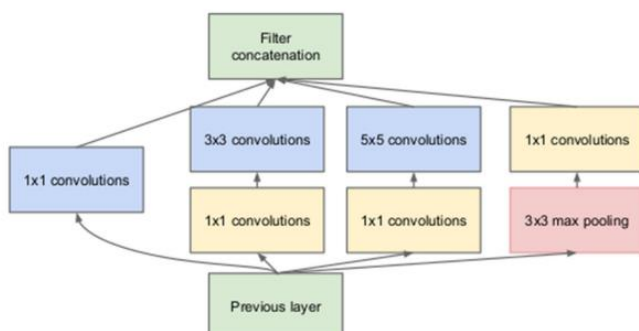 Filter
concatenation
3x3 convolutions
5x5 convolutions
1x1 convolutions
1x1 convolutions
1x1 convolutions
1x1 convolutions
3x3 max pooling
Previous layer